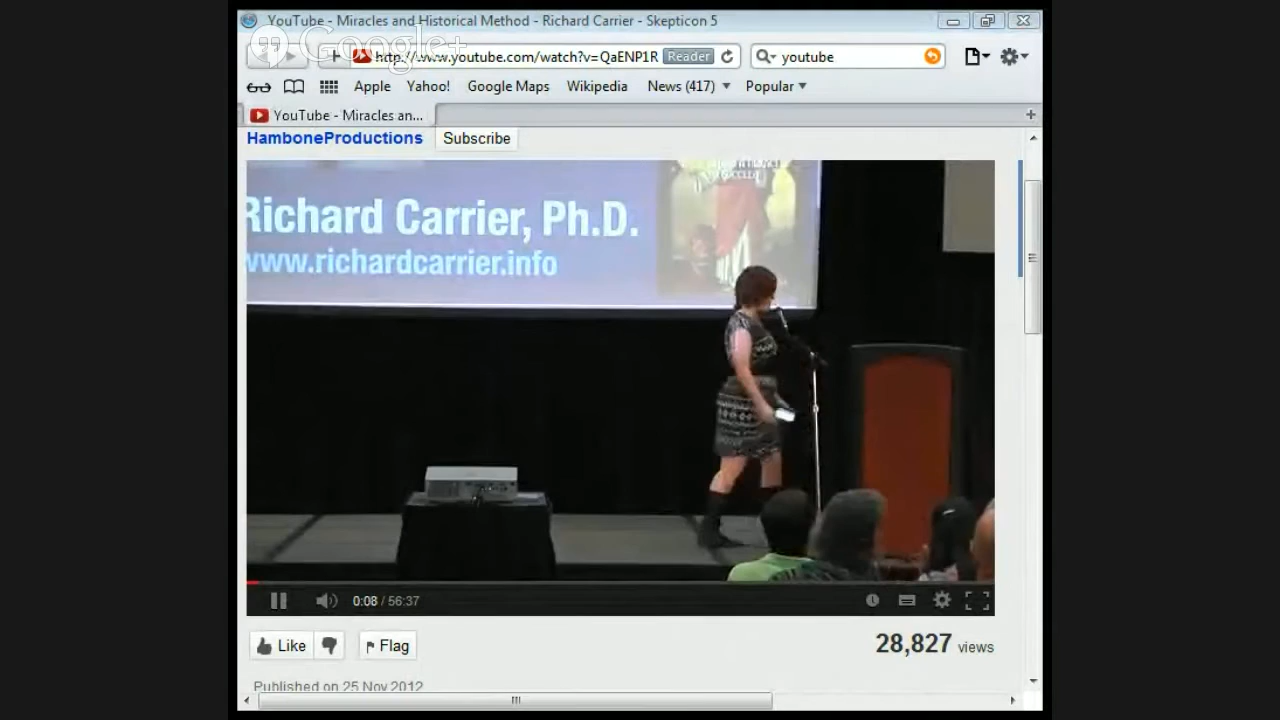 YouTube - Miracles and Historical Method - Richard Carrier - Skepticon 5
Google+
http://www.youtube.com/watch?v=QaENP1R
Reader
youtube
Apple
Yahoo!
Google Maps
Wikipedia
News (417)
Popular
YouTube - Miracles an...
HamboneProductions
Subscribe
Richard Carrier, Ph.D.
www.richardcarrier.info
0:08 / 56:37
Like
Flag
28,827 views
Published on 25 Nov 2012